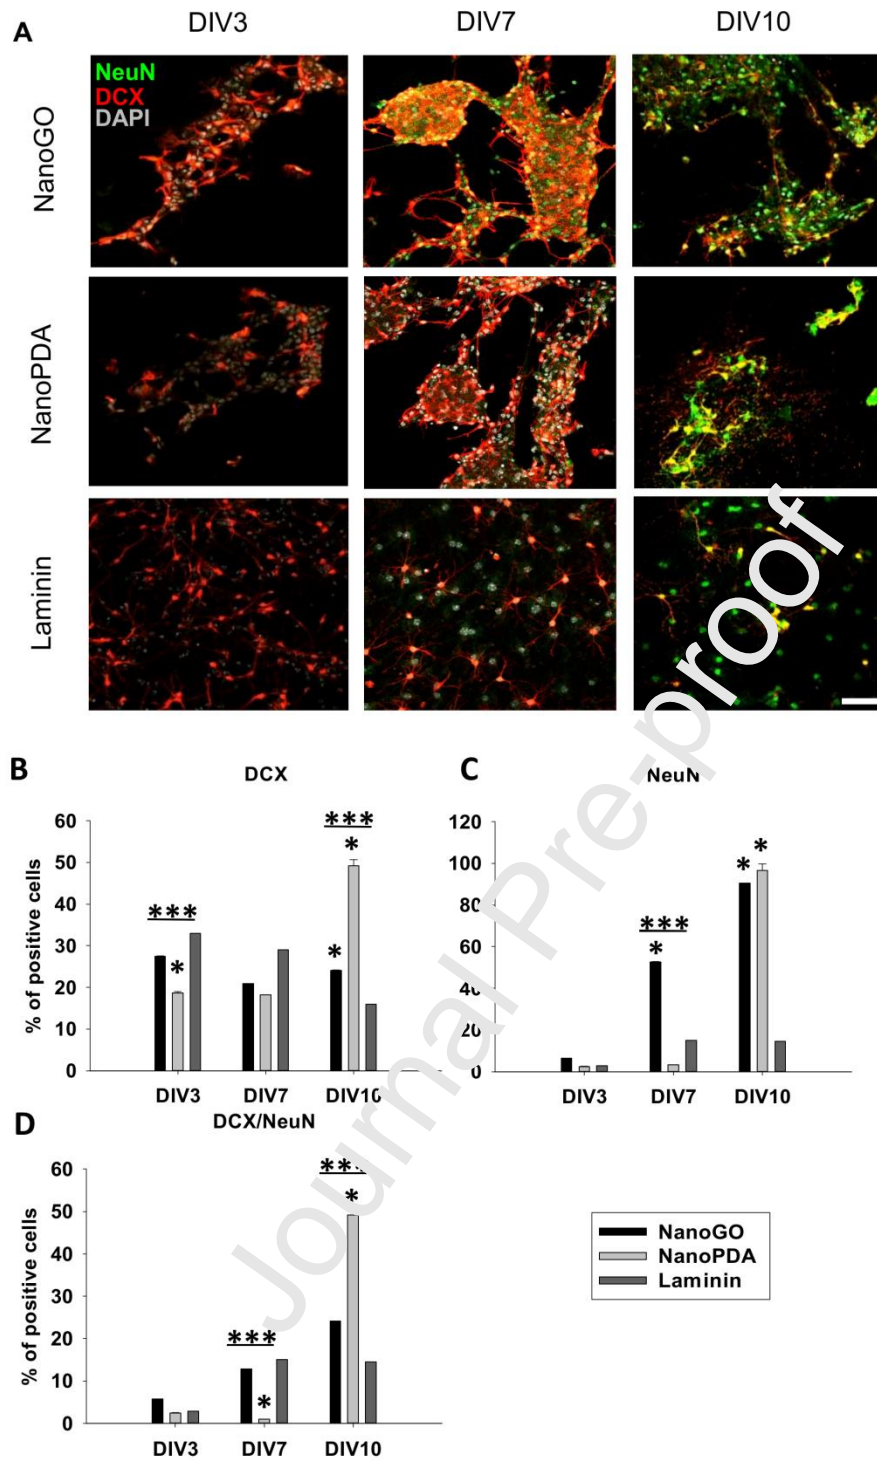 A
DIV3 DIV7 DIV10
NeuN
DCX
DAPI
NanoGO
NanoPDA
Laminin
B
DCX
% of positive cells
60
50
40
30
20
10
0
***
*
*
***
*
DIV3 DIV7 DIV10
C
NeuN
120
100
80
60
40
20
0
***
*
*
*
DIV3 DIV7 DIV10
D
DCX/NeuN
% of positive cells
60
50
40
30
20
10
0
***
*
***
*
DIV3 DIV7 DIV10
NanoGO
NanoPDA
Laminin
Journal Pre-proof